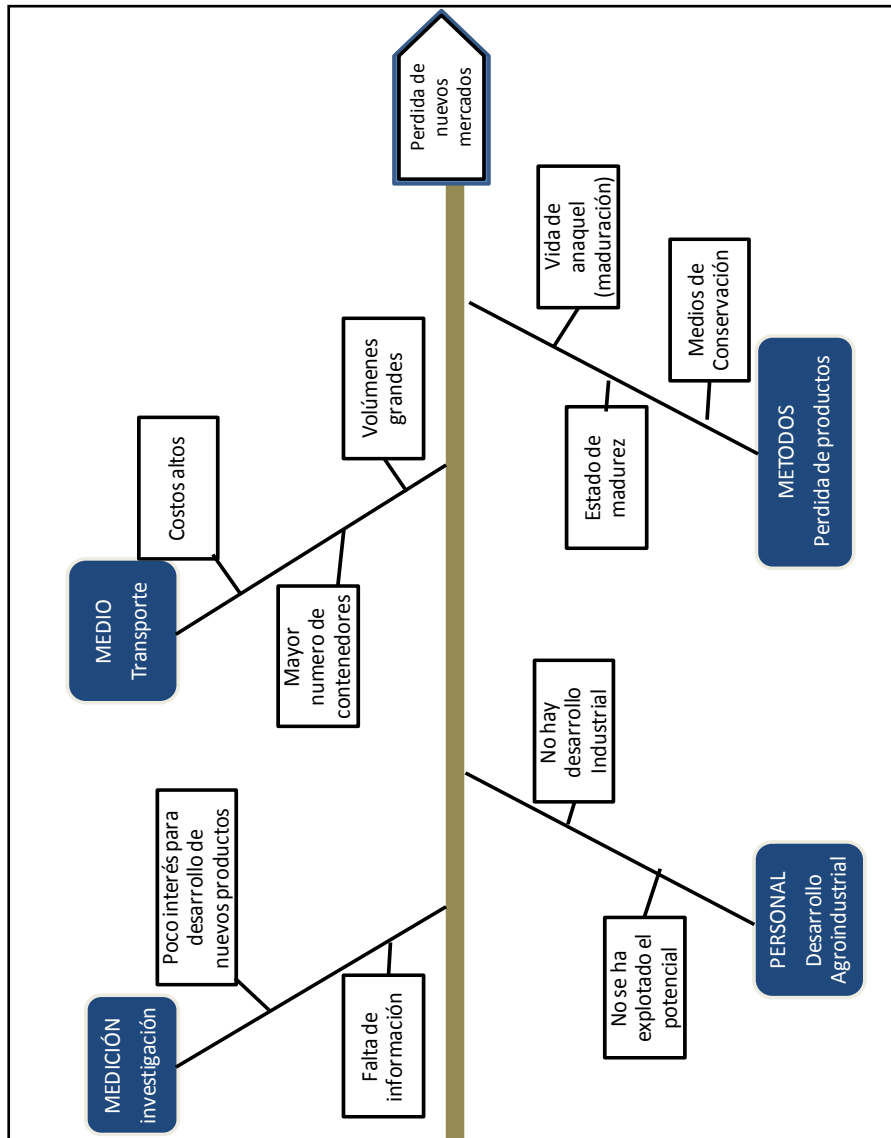 MEDICIÓN
investigación
Poco interés para
desarrollo de
nuevos productos
Falta de
información
MEDIO
Transporte
Costos altos
Mayor
numero de
contenedores
Volúmenes
grandes
Perdida de
nuevos
mercados
PERSONAL
Desarrollo
Agroindustrial
No se ha
explotado el
potencial
No hay
desarrollo
Industrial
METODOS
Perdida de productos
Estado de
madurez
Medios de
Conservación
Vida de
anaquel
(maduración)